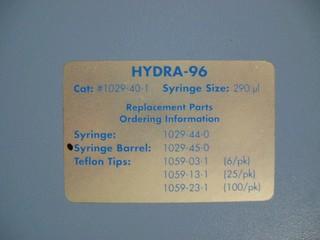 HYDRA-96
Cat: #1029-40-1 Syringe Size: 290 µl
Replacement Parts
Ordering Information
Syringe: 1029-44-0
Syringe Barrel: 1029-45-0
Teflon Tips: 1059-03-1 (6/pk)
1059-13-1 (25/pk)
1059-23-1 (100/pk)